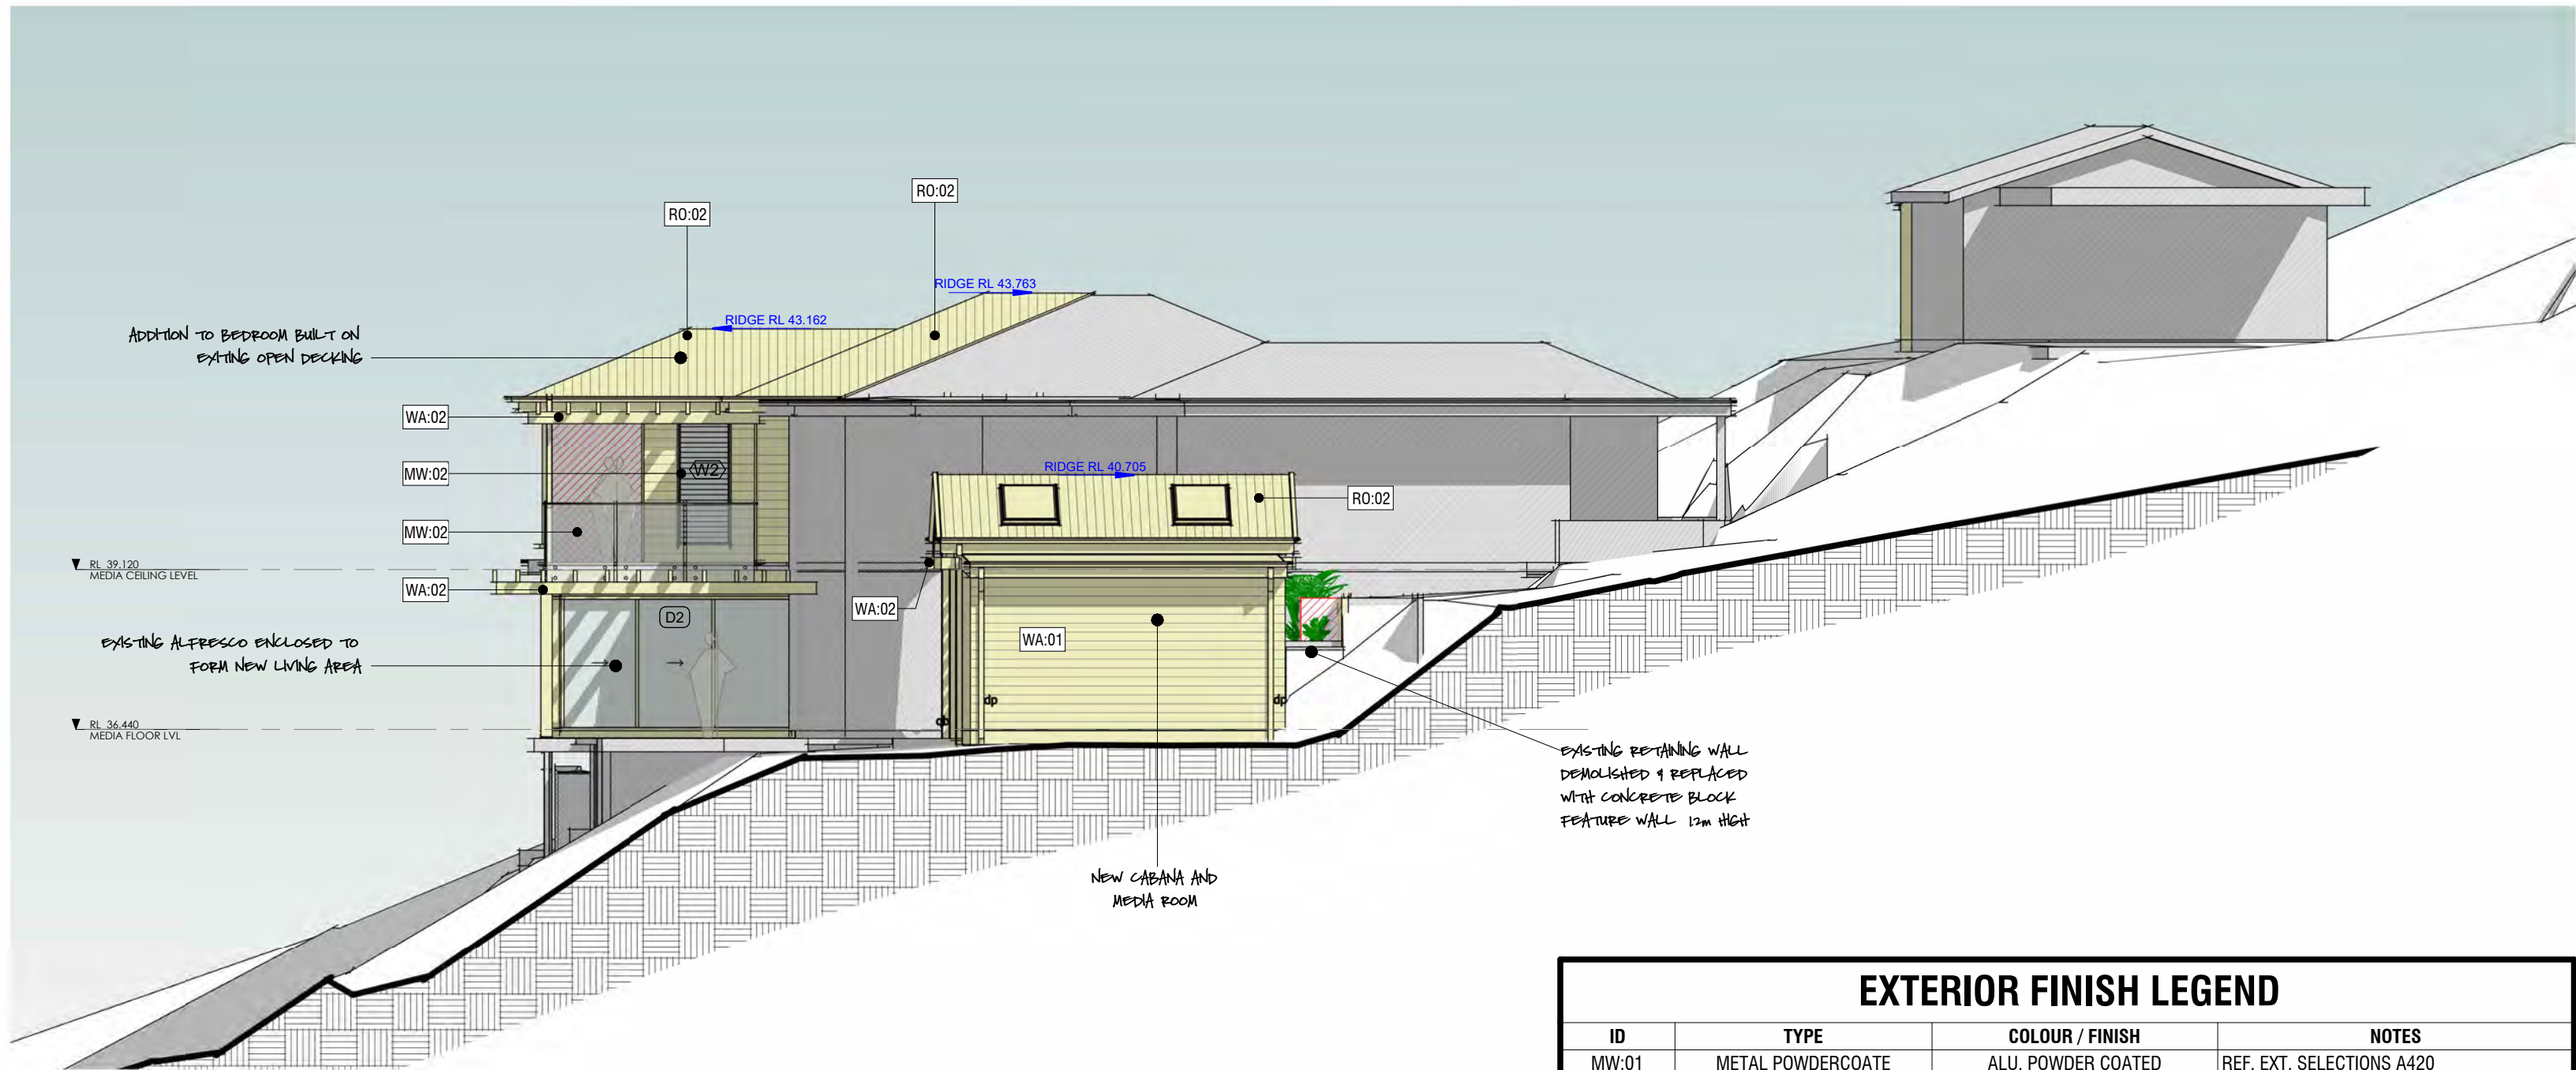 RO:02
RO:02
RIDGE RL 43.763
RIDGE RL 43.162
ADDITION TO BEDROOM BUILT ON
EXITING OPEN DECKING
WA:02
MW:02
W2
RIDGE RL 40.705
RO:02
MW:02
RL 39.120
MEDIA CEILING LEVEL
WA:02
WA:02
D2
WA:01
EXISTING ALFRESCO ENCLOSED TO
FORM NEW LIVING AREA
dp
dp
dp
RL 36.440
MEDIA FLOOR LVL
EXISTING RETAINING WALL
DEMOLISHED & REPLACED
WITH CONCRETE BLOCK
FEATURE WALL 1.2m HIGH
NEW CABANA AND
MEDIA ROOM
EXTERIOR FINISH LEGEND
ID TYPE COLOUR / FINISH NOTES
MW:01 METAL POWDERCOATE ALU. POWDER COATED REF. EXT. SELECTIONS A420